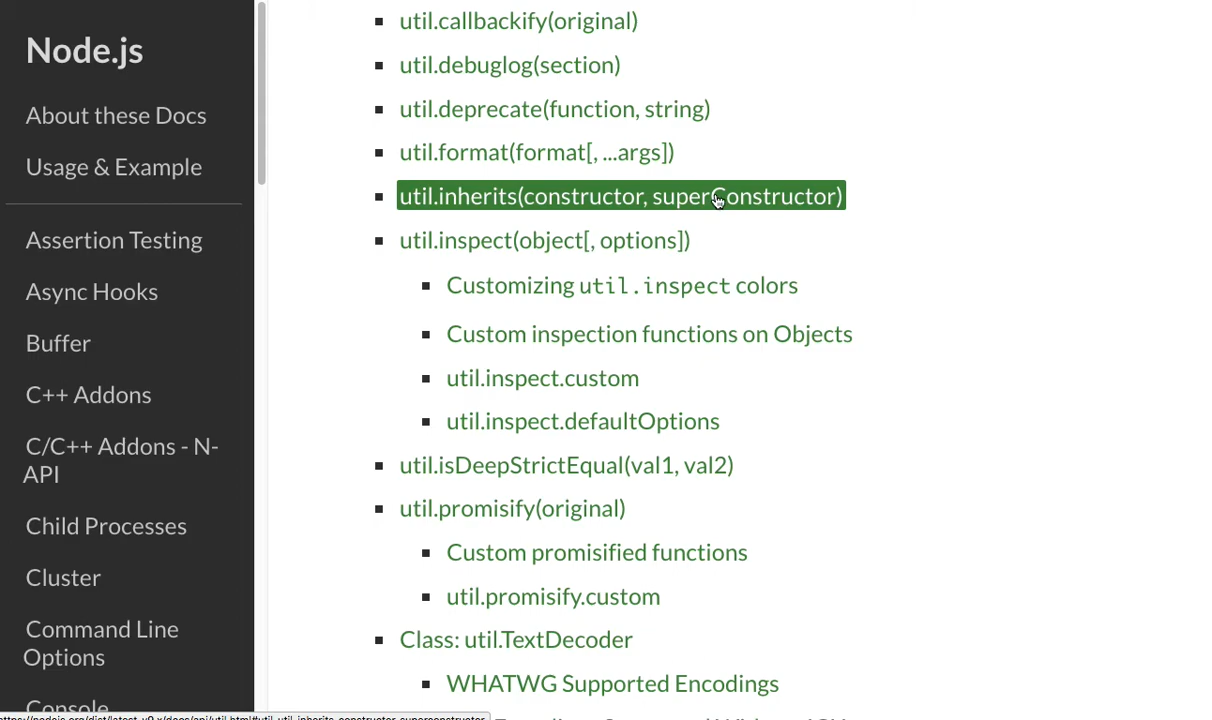 Node.js
About these Docs
Usage & Example
Assertion Testing
Async Hooks
Buffer
C++ Addons
C/C++ Addons - N-
API
Child Processes
Cluster
Command Line
Options
Console
util.callbackify(original)
util.debuglog(section)
util.deprecate(function, string)
util.format(format[, ...args])
util.inherits(constructor, superConstructor)
util.inspect(object[, options])
Customizing util.inspect colors
Custom inspection functions on Objects
util.inspect.custom
util.inspect.defaultOptions
util.isDeepStrictEqual(val1, val2)
util.promisify(original)
Custom promisified functions
util.promisify.custom
Class: util.TextDecoder
WHATWG Supported Encodings